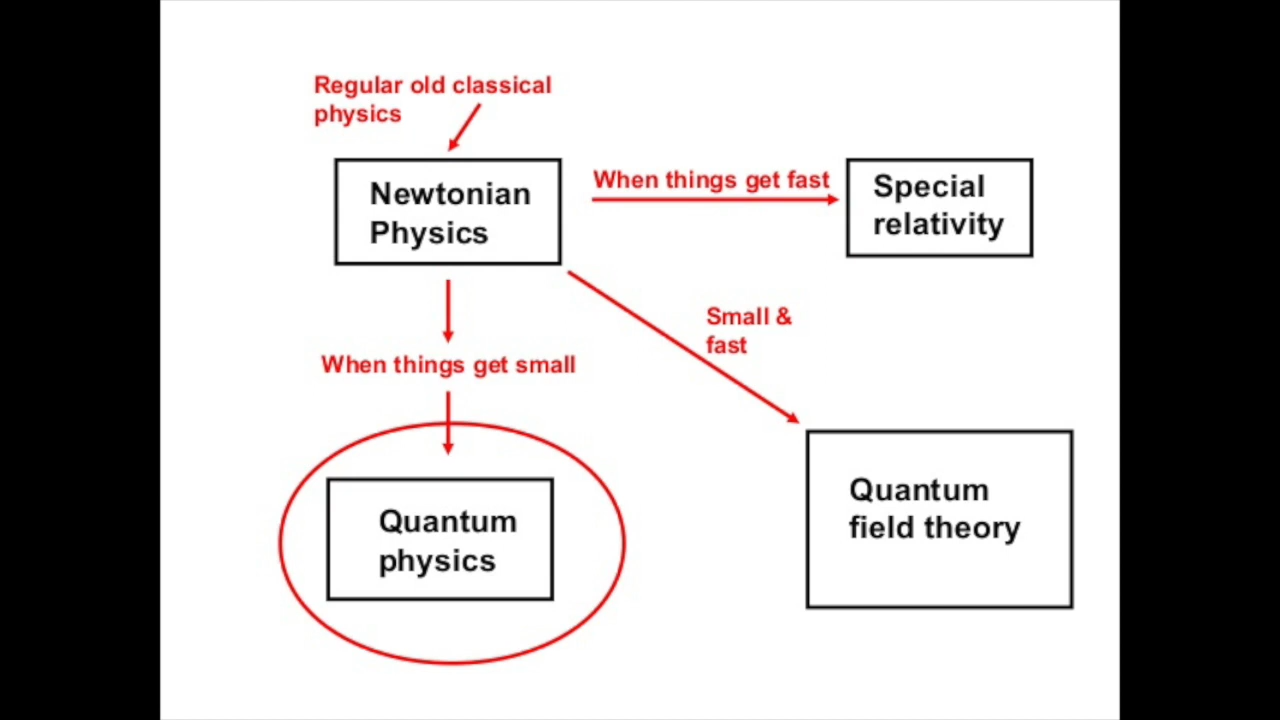 Regular old classical
physics
Newtonian
Physics
When things get fast
Special
relativity
Small &
fast
When things get small
Quantum
physics
Quantum
field theory